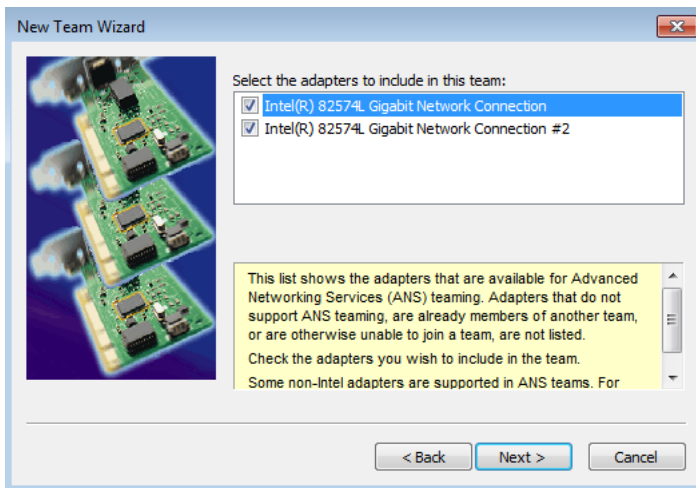 New Team Wizard
Select the adapters to include in this team:
Intel(R) 82574L Gigabit Network Connection
Intel(R) 82574L Gigabit Network Connection #2
This list shows the adapters that are available for Advanced
Networking Services (ANS) teaming. Adapters that do not
support ANS teaming, are already members of another team,
or are otherwise unable to join a team, are not listed.
Check the adapters you wish to include in the team.
Some non-Intel adapters are supported in ANS teams. For
< Back
Next >
Cancel